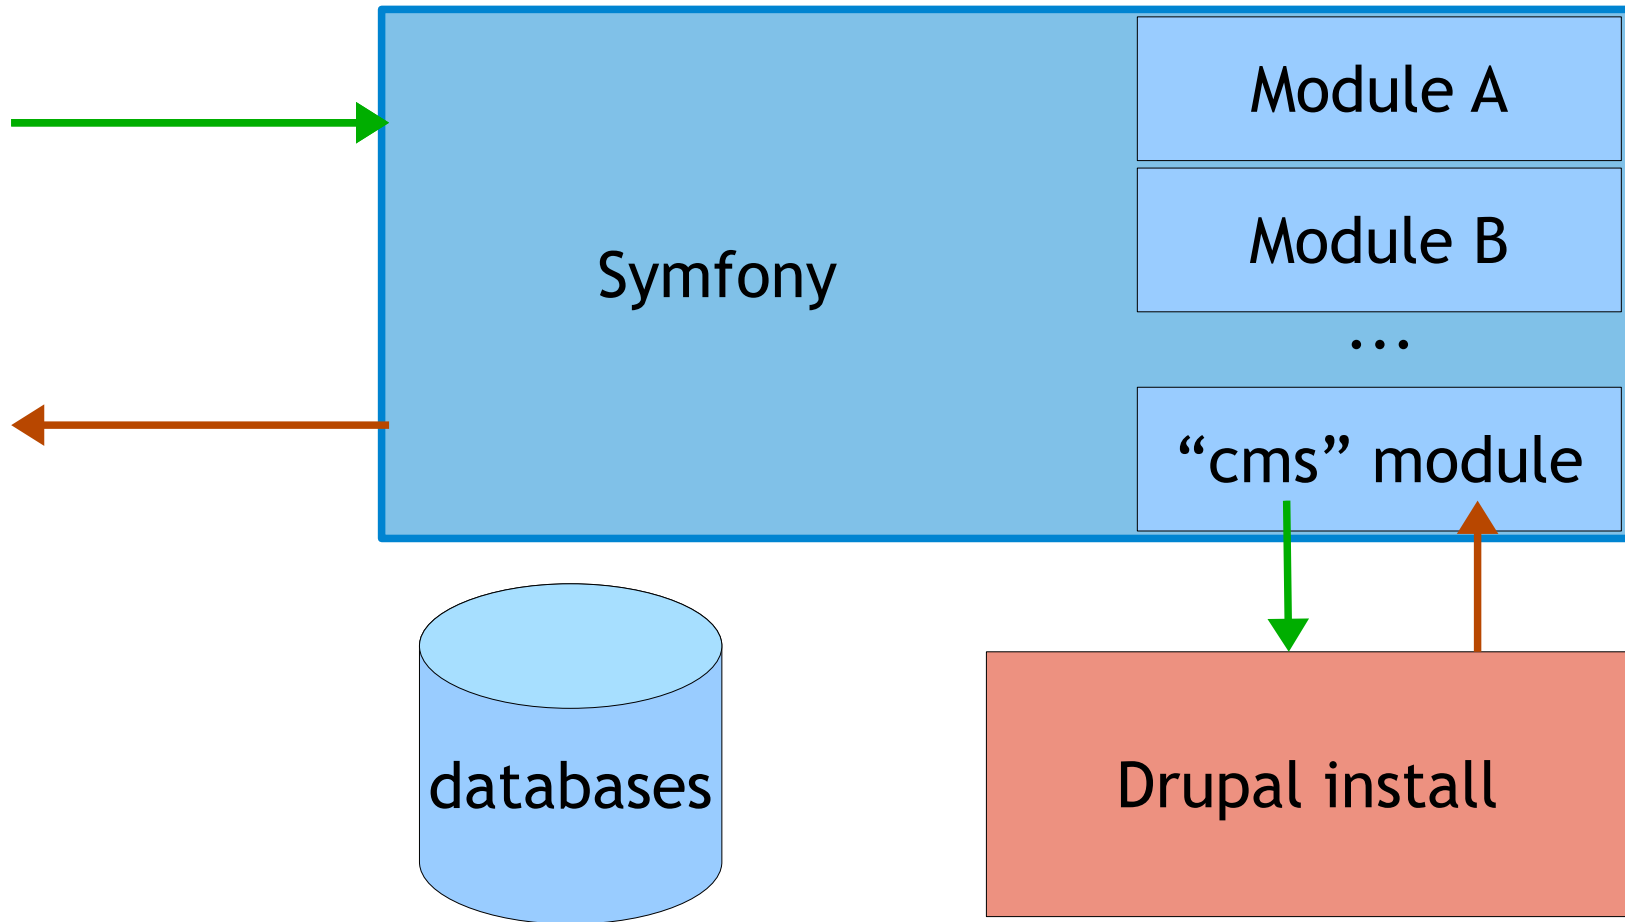 Module A
Module B
Symfony
...
“cms” module
databases
Drupal install